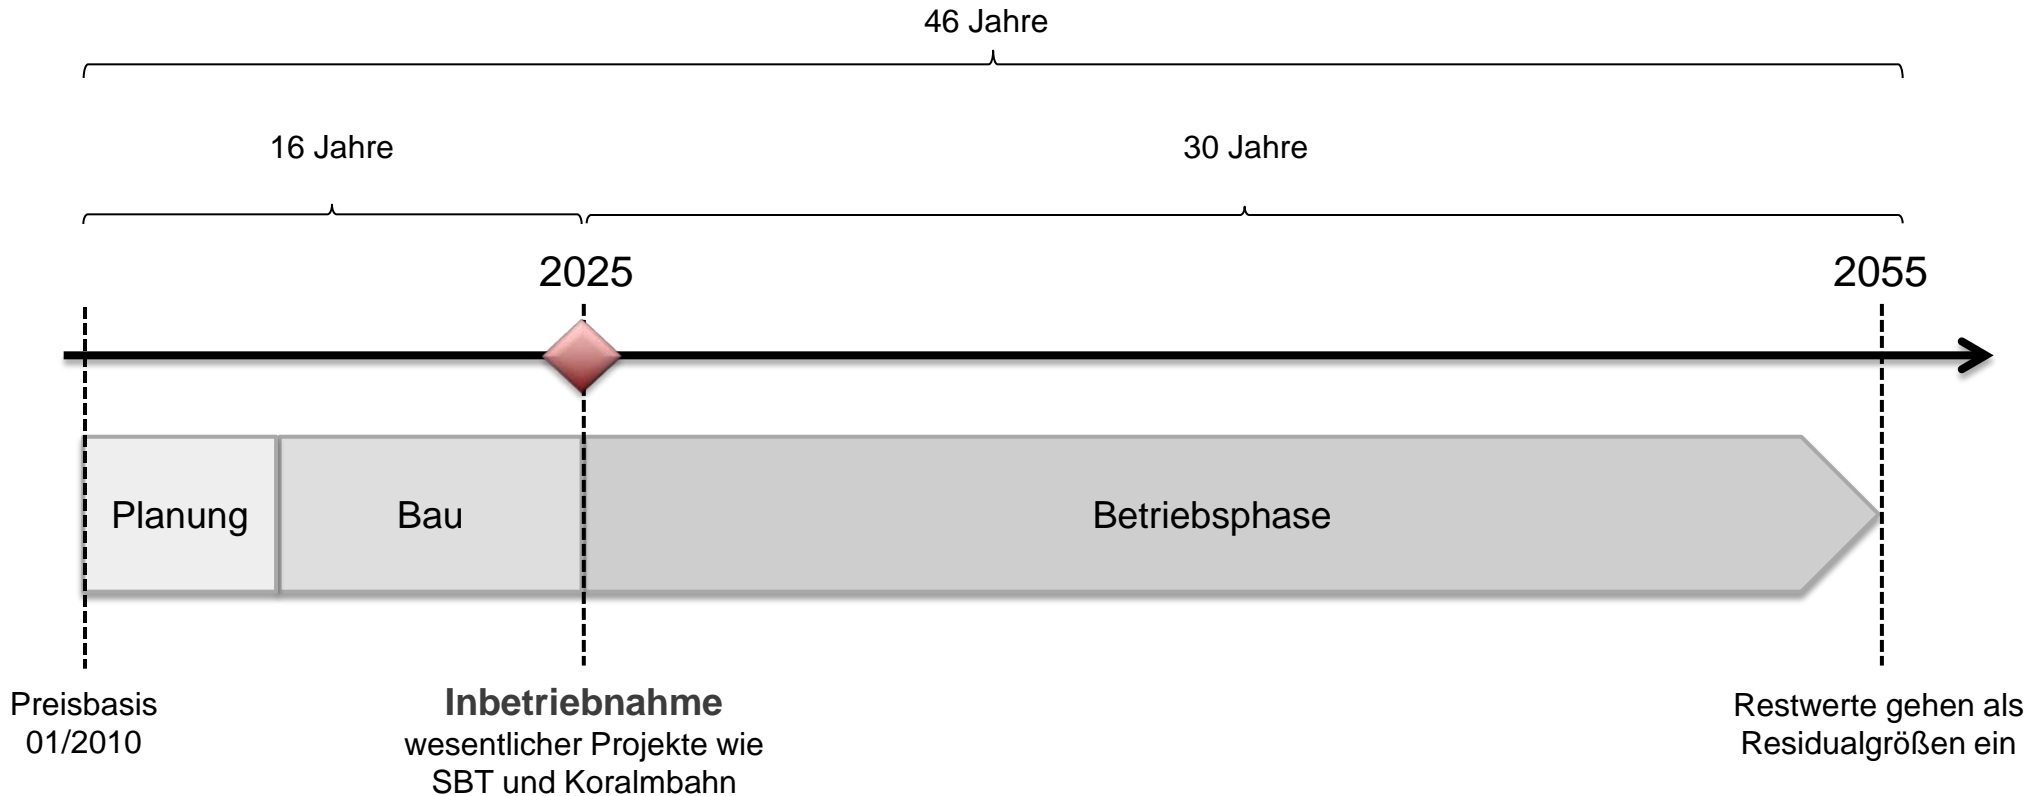 46 Jahre
16 Jahre
30 Jahre
2025
2055
Planung
Bau
Betriebsphase
Preisbasis
01/2010
Inbetriebnahme
wesentlicher Projekte wie
SBT und Koralmbahn
Restwerte gehen als
Residualgrößen ein